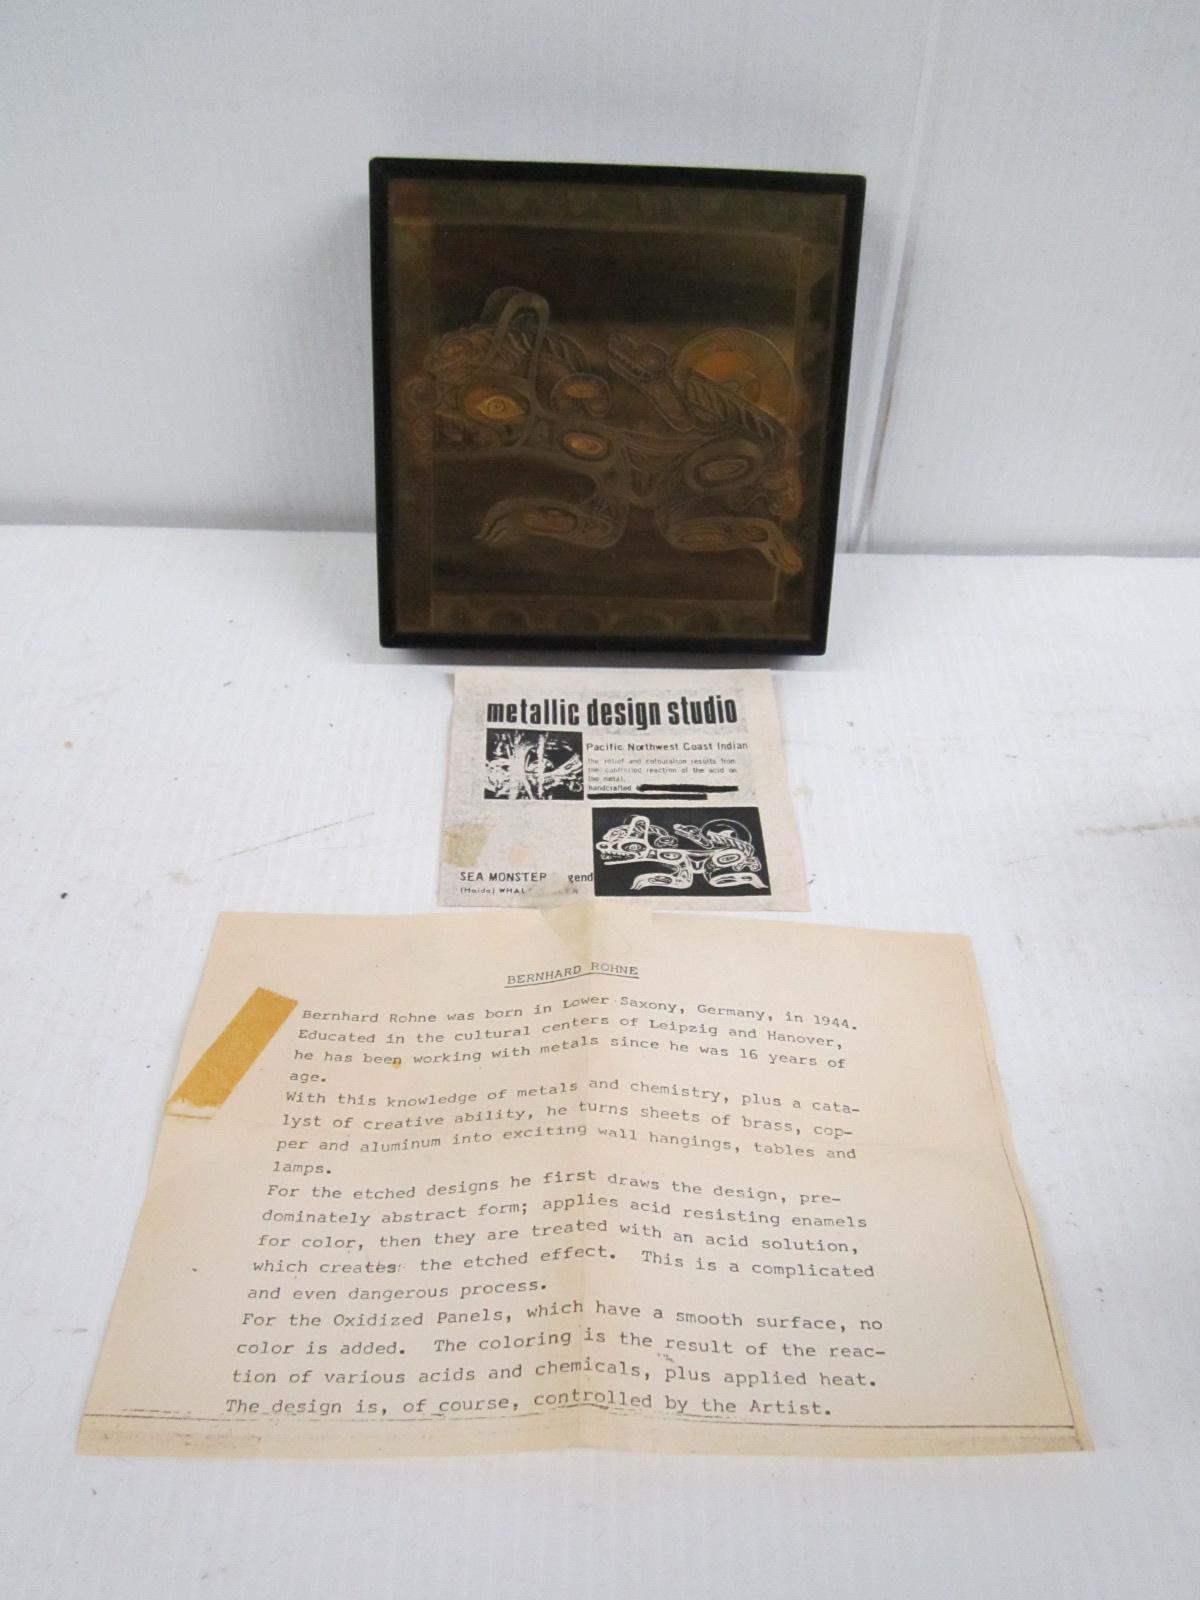 metallic design studio
Pacific Northwest Coast Indian
the relief and colouration results from
the controlled reaction of the acid on
the metal.
handcrafted
SEA MONSTER gend
(Haida) WHAL
BERNHARD ROHNE
Bernhard Rohne was born in Lower Saxony, Germany, in 1944.
Educated in the cultural centers of Leipzig and Hanover,
he has been working with metals since he was 16 years of
age.
With this knowledge of metals and chemistry, plus a cata-
lyst of creative ability, he turns sheets of brass, cop-
per and aluminum into exciting wall hangings, tables and
lamps.
For the etched designs he first draws the design, pre-
dominately abstract form; applies acid resisting enamels
for color, then they are treated with an acid solution,
which creates the etched effect. This is a complicated
and even dangerous process.
For the Oxidized Panels, which have a smooth surface, no
color is added. The coloring is the result of the reac-
tion of various acids and chemicals, plus applied heat.
The design is, of course, controlled by the Artist.